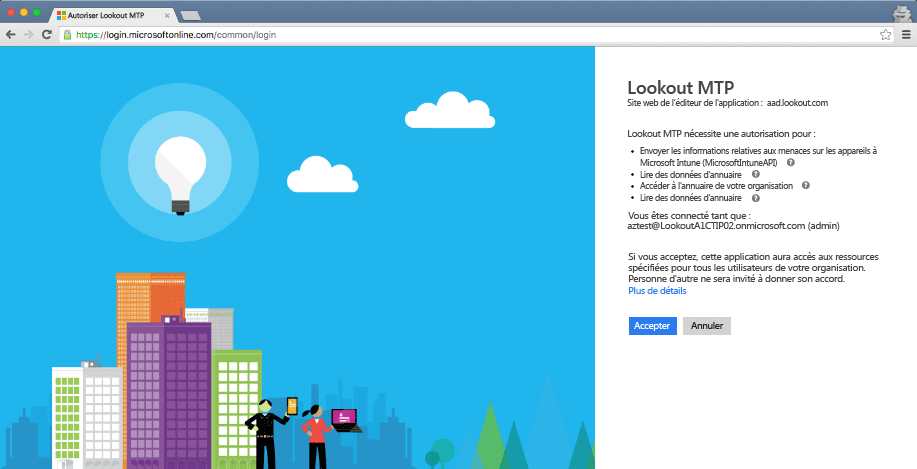 Autoriser Lookout MTP
https://login.microsoftonline.com/common/login
Lookout MTP
Site web de l'éditeur de l'application : aad.lookout.com
Lookout MTP nécessite une autorisation pour :
• Envoyer les informations relatives aux menaces sur les appareils à
Microsoft Intune (MicrosoftIntuneAPI) ?
• Lire des données d'annuaire ?
• Accéder à l'annuaire de votre organisation ?
• Lire des données d'annuaire ?
Vous êtes connecté tant que :
aztest@LookoutA1CTIP02.onmicrosoft.com (admin)
Si vous acceptez, cette application aura accès aux ressources
spécifiées pour tous les utilisateurs de votre organisation.
Personne d'autre ne sera invité à donner son accord.
Plus de détails
Accepter Annuler